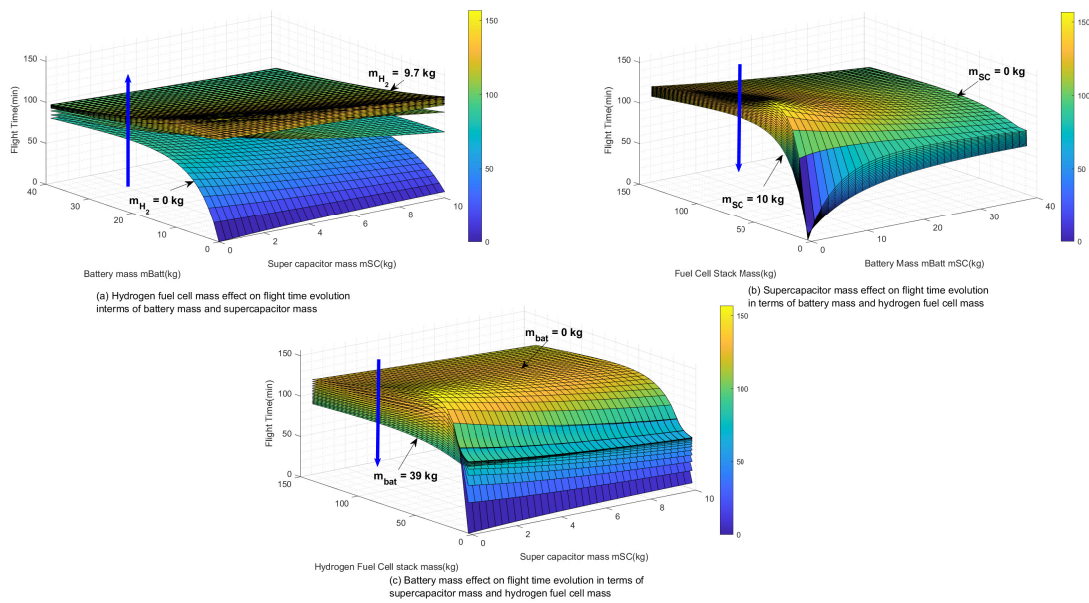 150
100
50
0
Flight Time(min)
m_H2 = 9.7 kg
m_H2 = 0 kg
40
30
20
10
0
0
2
4
6
8
10
Battery mass mBatt(kg)
Super capacitor mass mSC(kg)
150
100
50
0
(a) Hydrogen fuel cell mass effect on flight time evolution
interms of battery mass and supercapacitor mass
150
100
50
0
Flight Time(min)
m_SC = 0 kg
m_SC = 10 kg
150
100
50
0
0
10
20
30
40
Fuel Cell Stack Mass(kg)
Battery Mass mBatt mSC(kg)
150
100
50
0
(b) Supercapacitor mass effect on flight time evolution
in terms of battery mass and hydrogen fuel cell mass
150
100
50
0
Flight Time(min)
m_bat = 0 kg
m_bat = 39 kg
150
100
50
0
0
2
4
6
8
10
Hydrogen Fuel Cell stack mass(kg)
Super capacitor mass mSC(kg)
150
100
50
0
(c) Battery mass effect on flight time evolution in terms of
supercapacitor mass and hydrogen fuel cell mass